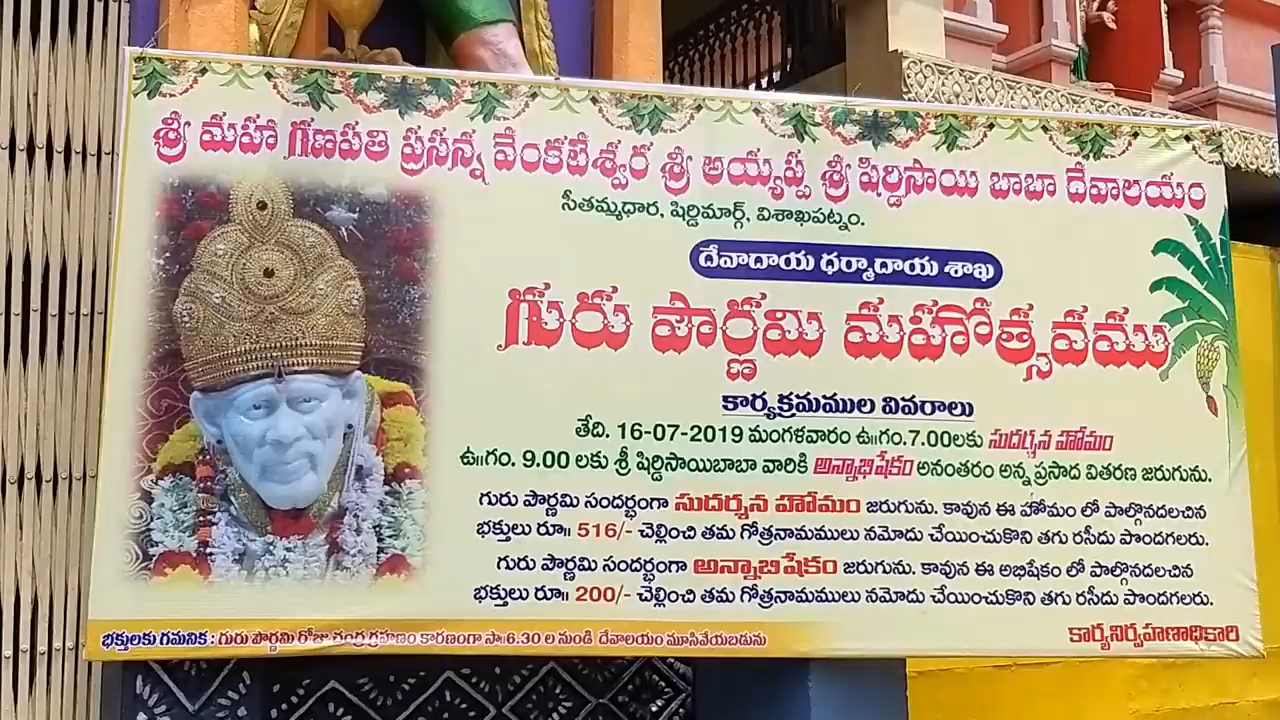 శ్రీ మహా గణపతి ప్రసన్న వేంకటేశ్వర శ్రీ అయ్యప్ప శ్రీ షిర్డిసాయి బాబా దేవాలయం
సీతమ్మధార, షిర్డిమార్గ్, విశాఖపట్నం.
దేవాదాయ ధర్మాదాయ శాఖ
గురు పౌర్ణమి మహోత్సవము
కార్యక్రమముల వివరాలు
తేది. 16-07-2019 మంగళవారం ఉ॥గం.7.00లకు సుదర్శన హోమం
ఉ॥గం. 9.00 లకు శ్రీ షిర్డిసాయిబాబా వారికి అన్నాభిషేకం అనంతరం అన్న ప్రసాద వితరణ జరుగును.
గురు పౌర్ణమి సందర్భంగా సుదర్శన హోమం జరుగును. కావున ఈ హోమం లో పాల్గొనదలచిన
భక్తులు రూ॥ 516/- చెల్లించి తమ గోత్రనామములు నమోదు చేయించుకొని తగు రసీదు పొందగలరు.
గురు పౌర్ణమి సందర్భంగా అన్నాబిషేకం జరుగును. కావున ఈ అభిషేకం లో పాల్గొనదలచిన
భక్తులు రూ॥ 200/- చెల్లించి తమ గోత్రనామములు నమోదు చేయించుకొని తగు రసీదు పొందగలరు.
భక్తులకు గమనిక : గురు పౌర్ణమి రోజు చంద్రగ్రహణం కారణంగా సా॥6.30 ల నుండి దేవాలయం మూసివేయబడును
కార్యనిర్వహణాధికారి